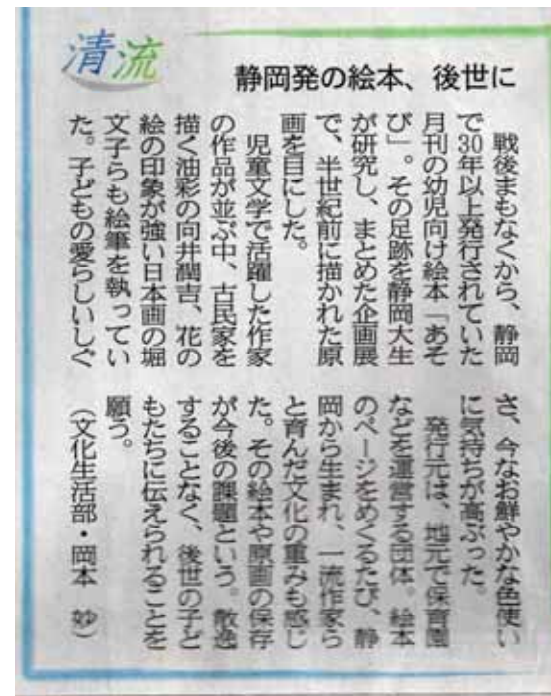 清流
静岡発の絵本、後世に
戦後まもなくから、静岡
で30年以上発行されていた
月刊の幼児向け絵本「あそ
び」。その足跡を静岡大生
が研究し、まとめた企画展
で、半世紀前に描かれた原
画を目にした。
児童文学で活躍した作家
の作品が並ぶ中、古民家を
描く油彩の向井潤吉、花の
絵の印象が強い日本画の堀
文子らも絵筆を執ってい
た。子どもの愛らしいしぐ
さ、今なお鮮やかな色使い
に気持ちが高ぶった。
発行元は、地元で保育園
などを運営する団体。絵本
のページをめくるたび、静
岡から生まれ、一流作家ら
と育んだ文化の重みも感じ
た。その絵本や原画の保存
が今後の課題という。散逸
することなく、後世の子ど
もたちに伝えられることを
願う。
(文化生活部・岡本 妙)